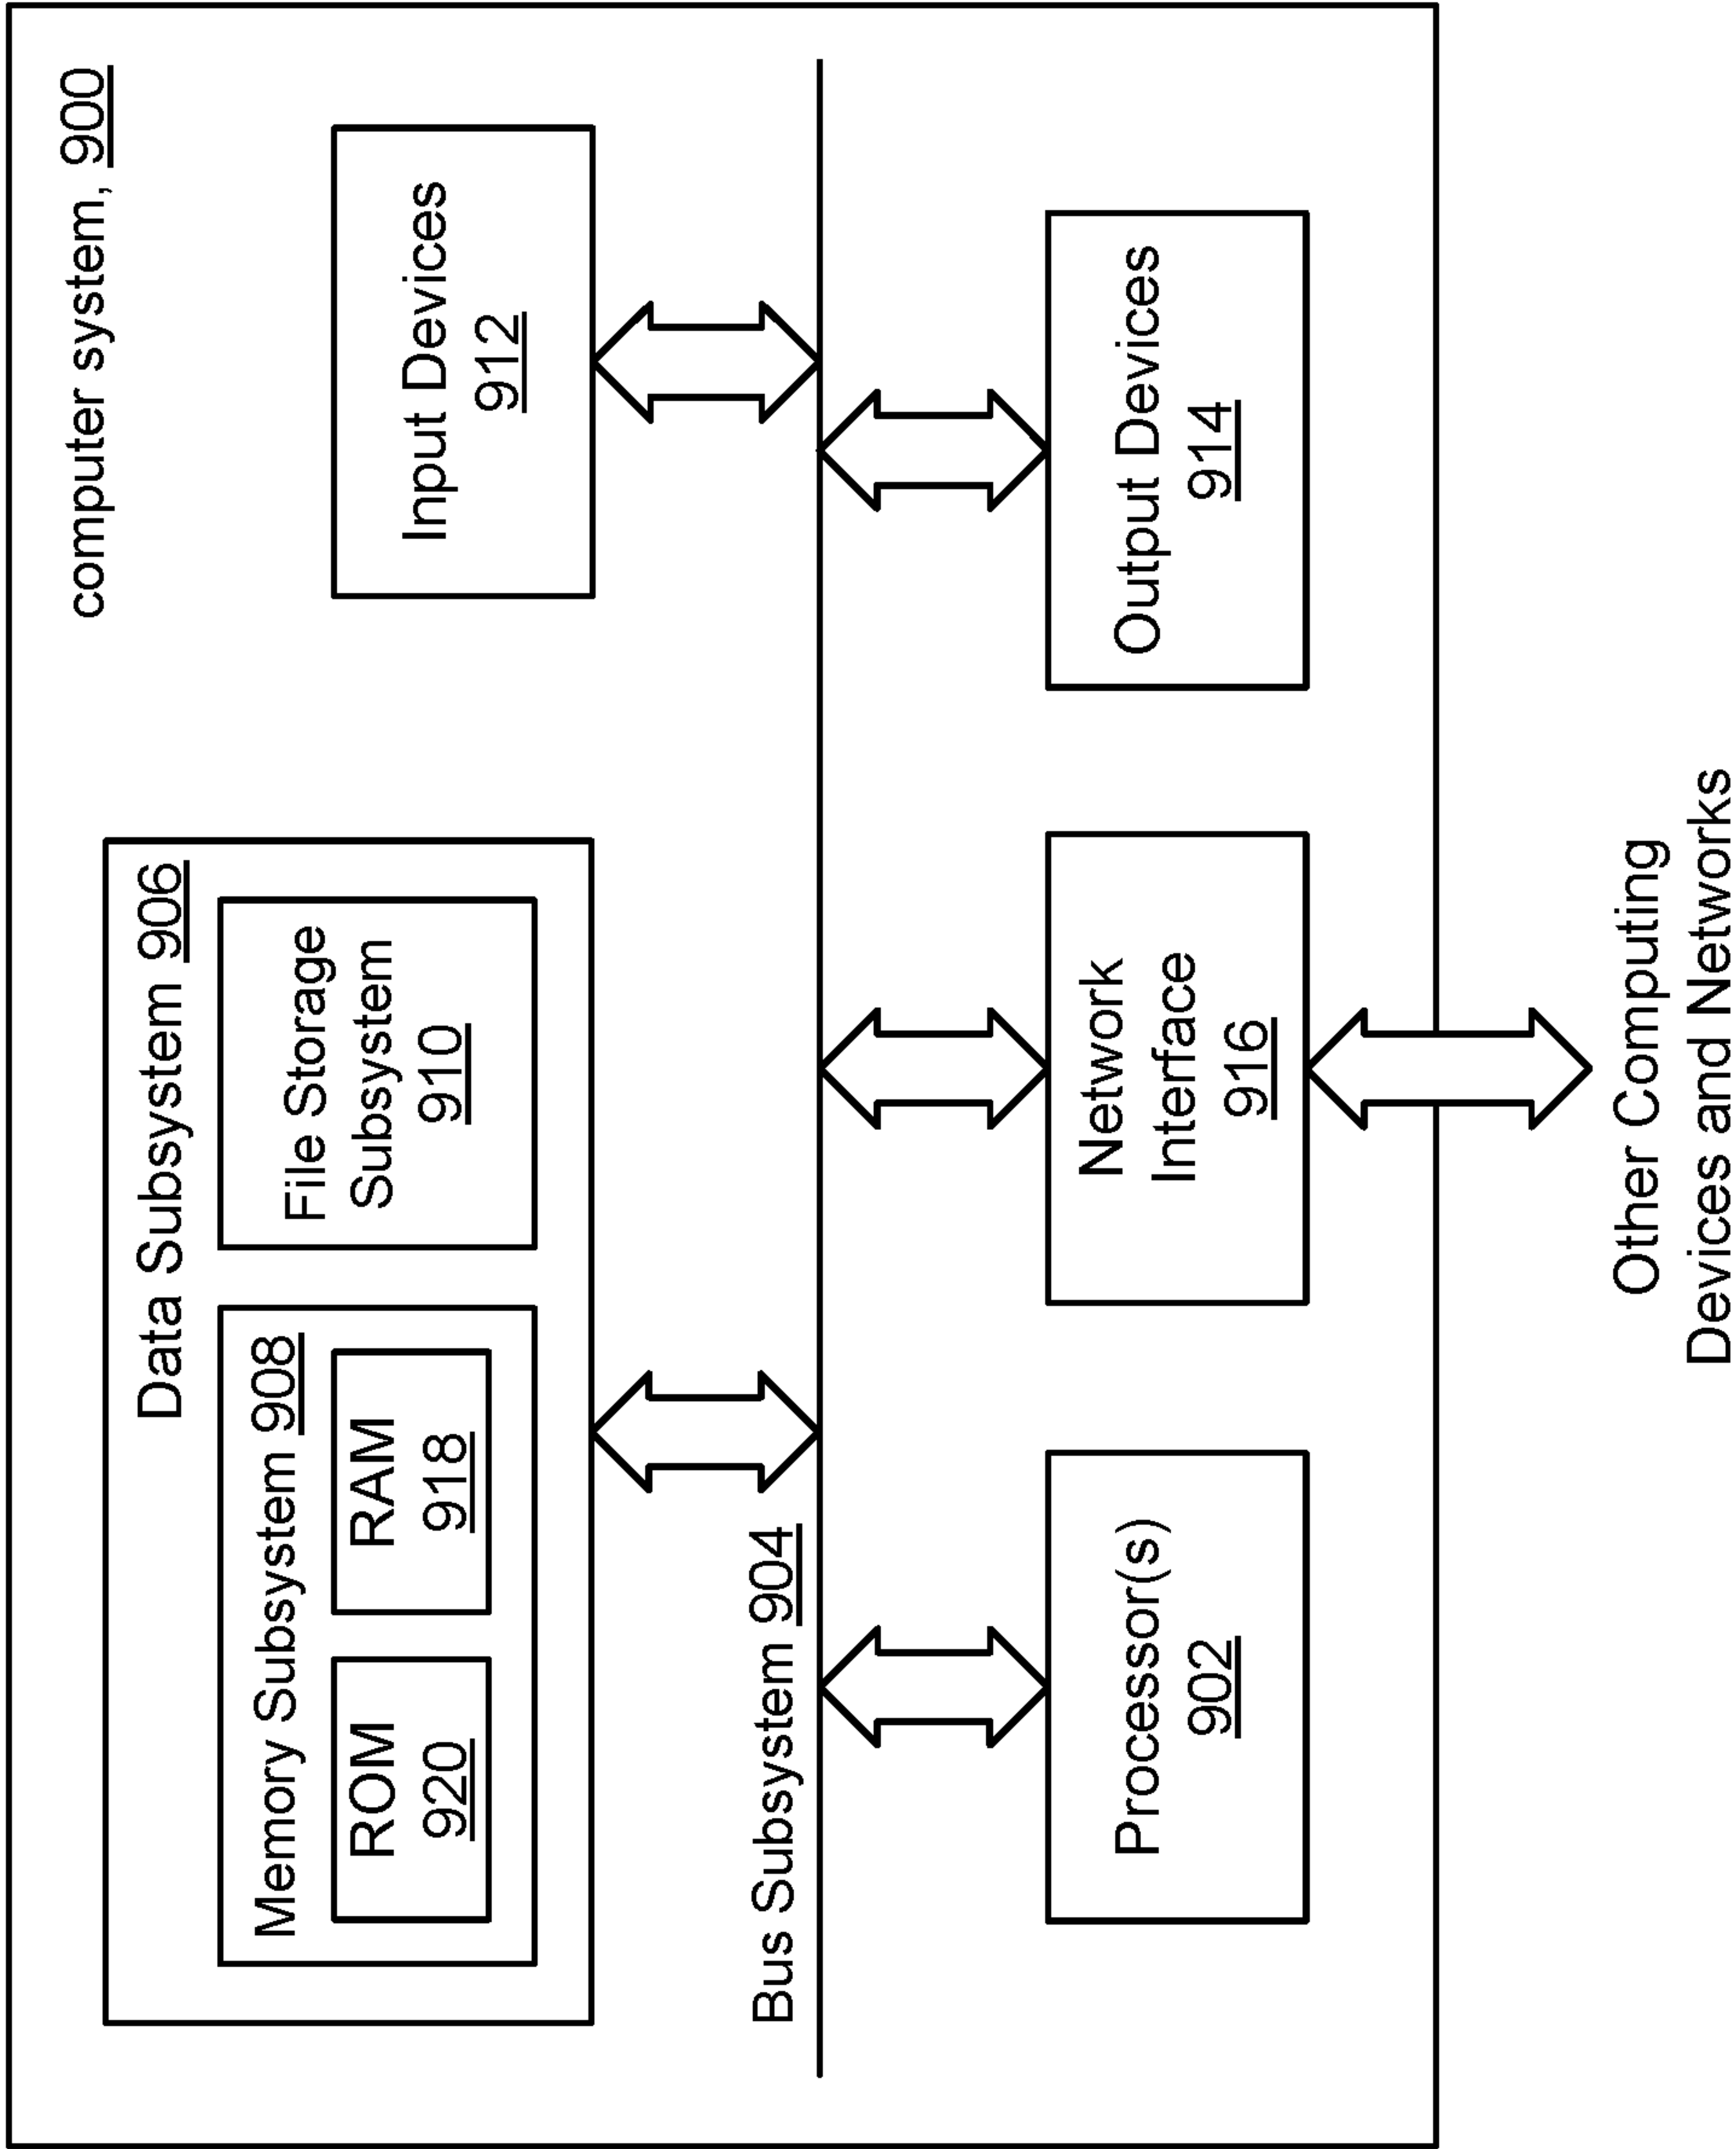 computer system, 900
Data Subsystem 906
Memory Subsystem 908
ROM
920
RAM
918
File Storage
Subsystem
910
Input Devices
912
Bus Subsystem 904
Processor(s)
902
Network
Interface
916
Output Devices
914
Other Computing
Devices and Networks